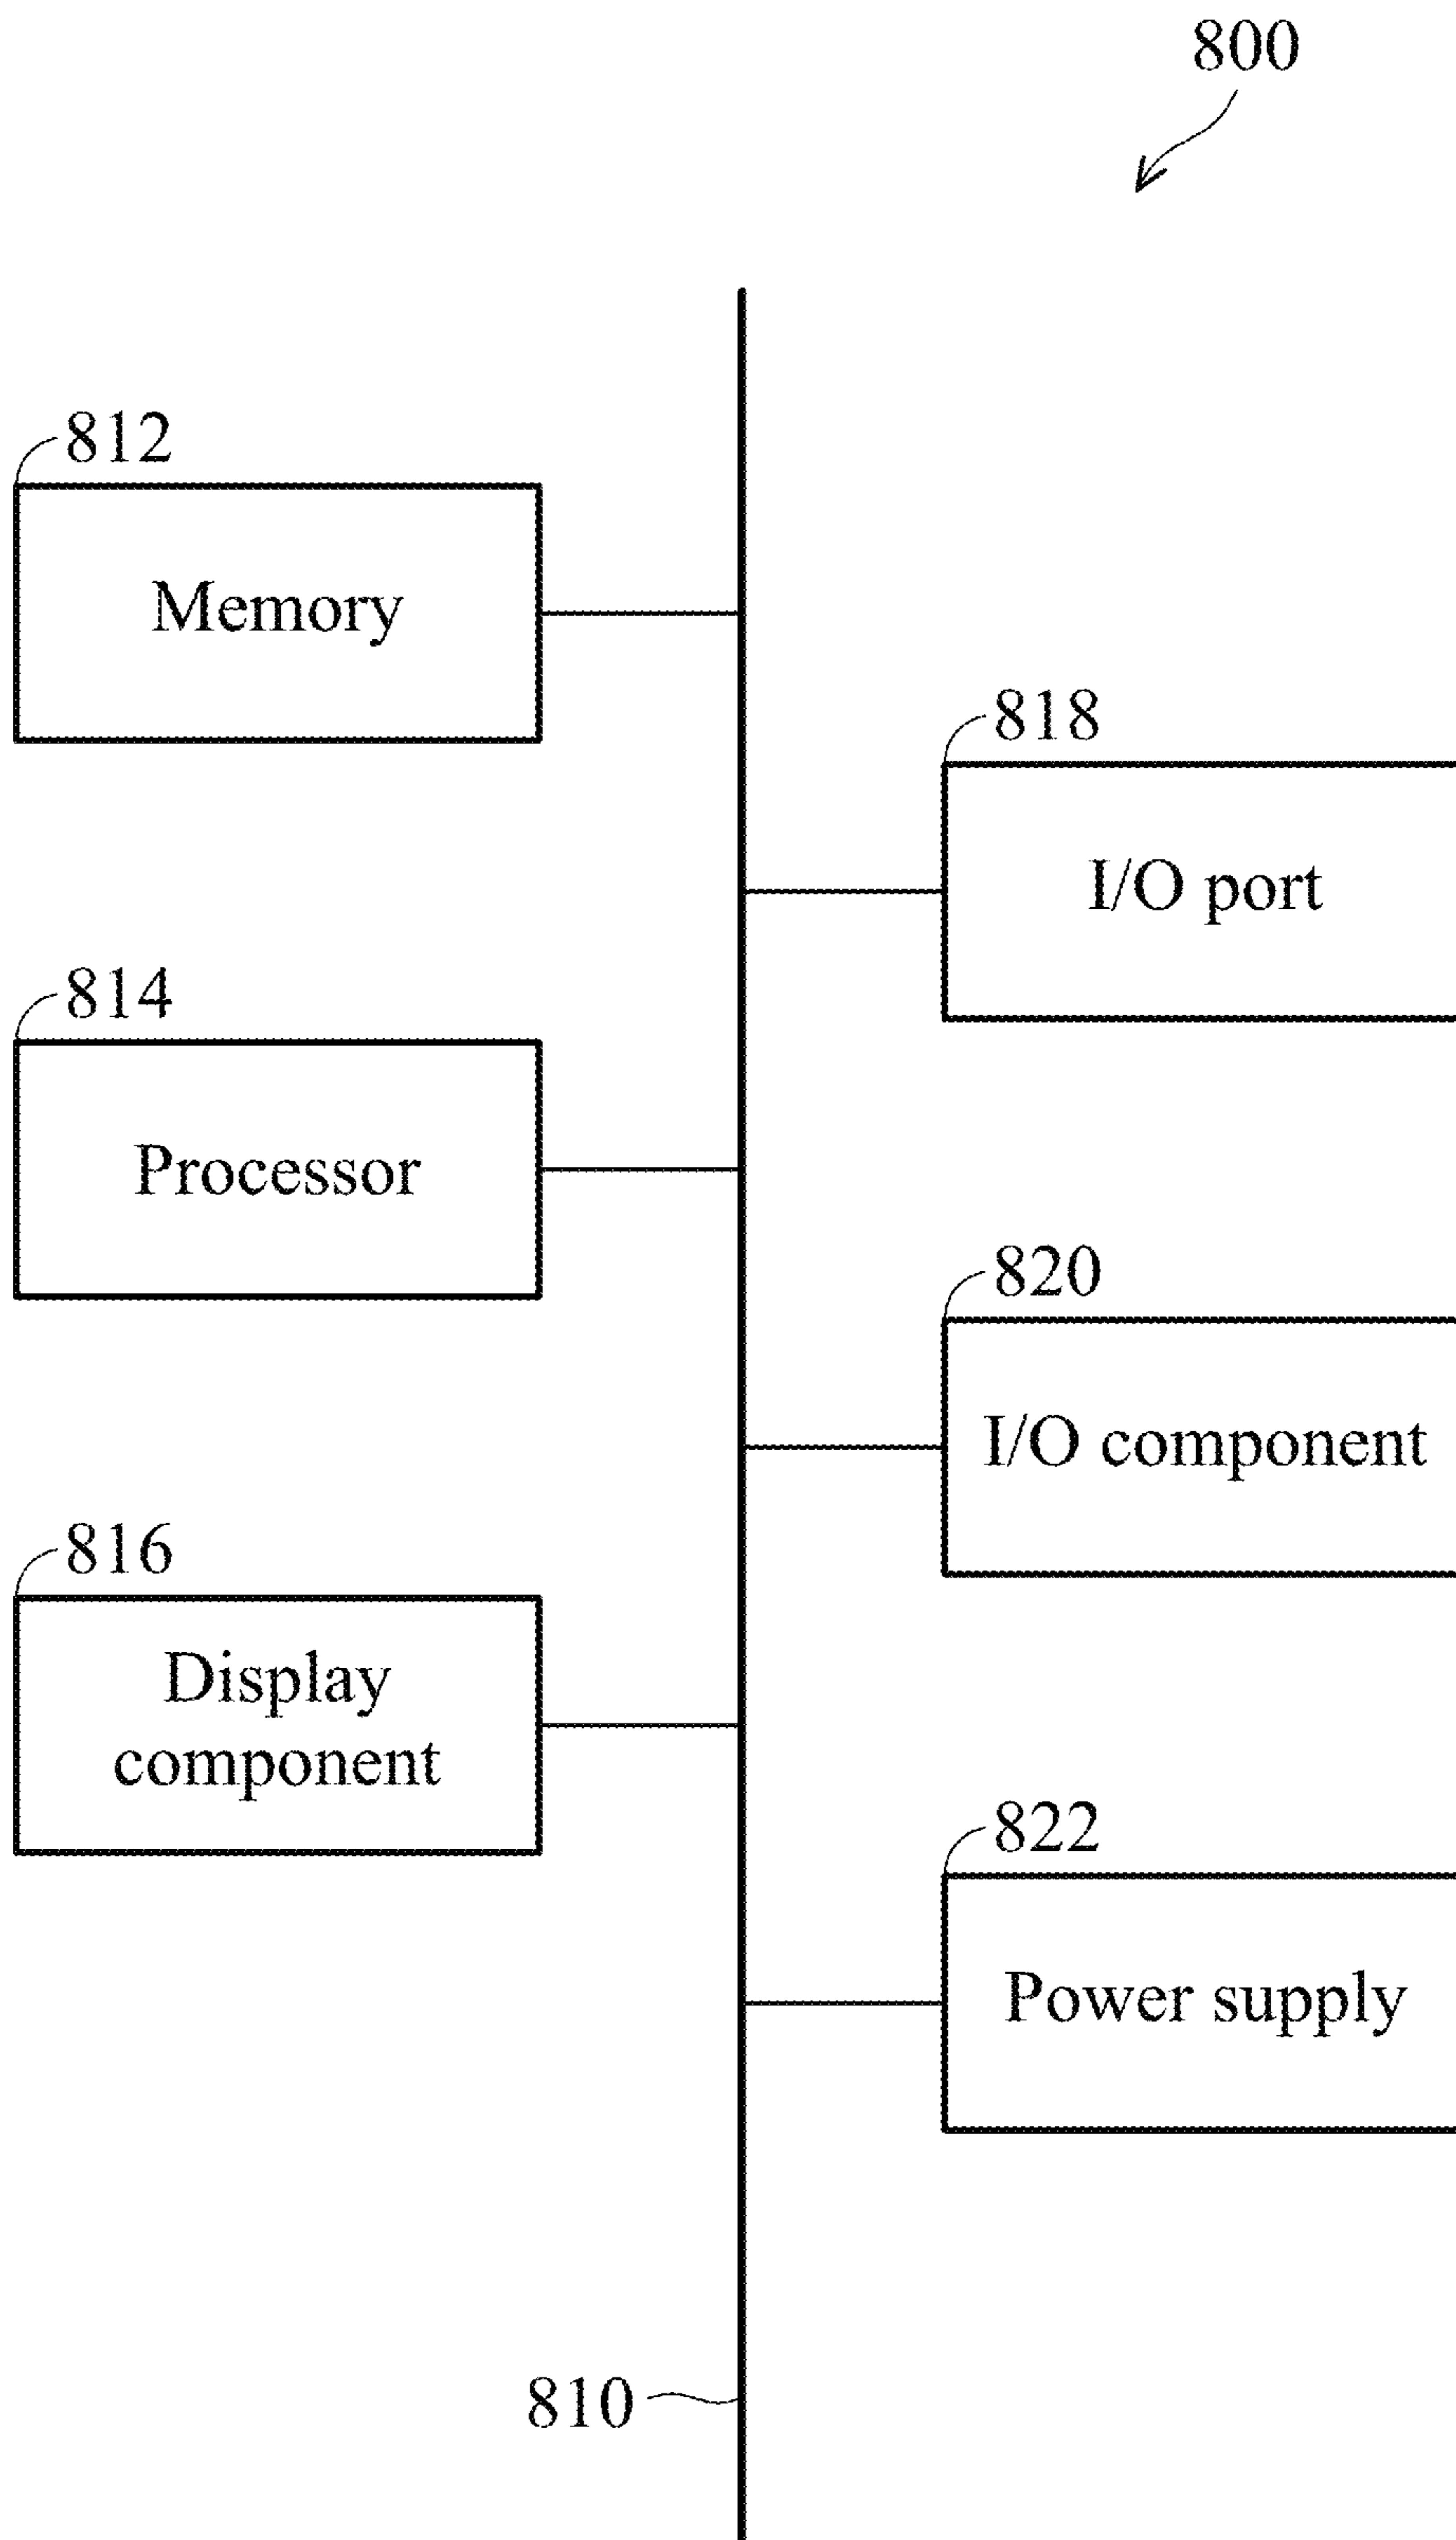 800
812
Memory
818
I/O port
814
Processor
820
I/O component
816
Display
component
822
Power supply
810